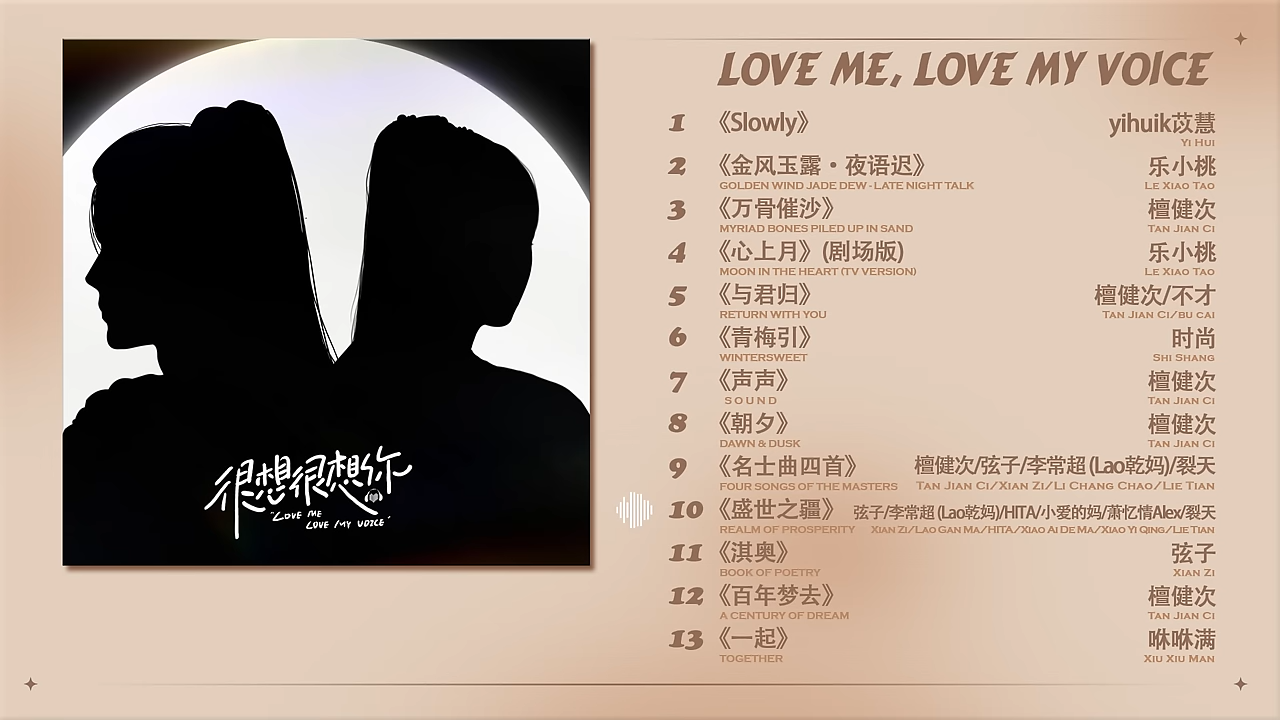 LOVE ME, LOVE MY VOICE
1 《Slowly》 yihuik苡慧
YI HUI
2 《金风玉露·夜语迟》 乐小桃
GOLDEN WIND JADE DEW - LATE NIGHT TALK LE XIAO TAO
3 《万骨催沙》 檀健次
MYRIAD BONES PILED UP IN SAND TAN JIAN CI
4 《心上月》(剧场版) 乐小桃
MOON IN THE HEART (TV VERSION) LE XIAO TAO
5 《与君归》 檀健次/不才
RETURN WITH YOU TAN JIAN CI/BU CAI
6 《青梅引》 时尚
WINTERSWEET SHI SHANG
7 《声声》 檀健次
SOUND TAN JIAN CI
8 《朝夕》 檀健次
DAWN & DUSK TAN JIAN CI
9 《名士曲四首》 檀健次/弦子/李常超 (Lao乾妈)/裂天
FOUR SONGS OF THE MASTERS TAN JIAN CI/XIAN ZI/LI CHANG CHAO/LIE TIAN
10 《盛世之疆》 弦子/李常超 (Lao乾妈)/HITA/小爱的妈/萧忆情Alex/裂天
REALM OF PROSPERITY XIAN ZI/LAO GAN MA/HITA/XIAO AI DE MA/XIAO YI QING/LIE TIAN
11 《淇奥》 弦子
BOOK OF POETRY XIAN ZI
12 《百年梦去》 檀健次
A CENTURY OF DREAM TAN JIAN CI
13 《一起》 咻咻满
TOGETHER XIU XIU MAN
很想很想你
"LOVE ME
LOVE MY VOICE"